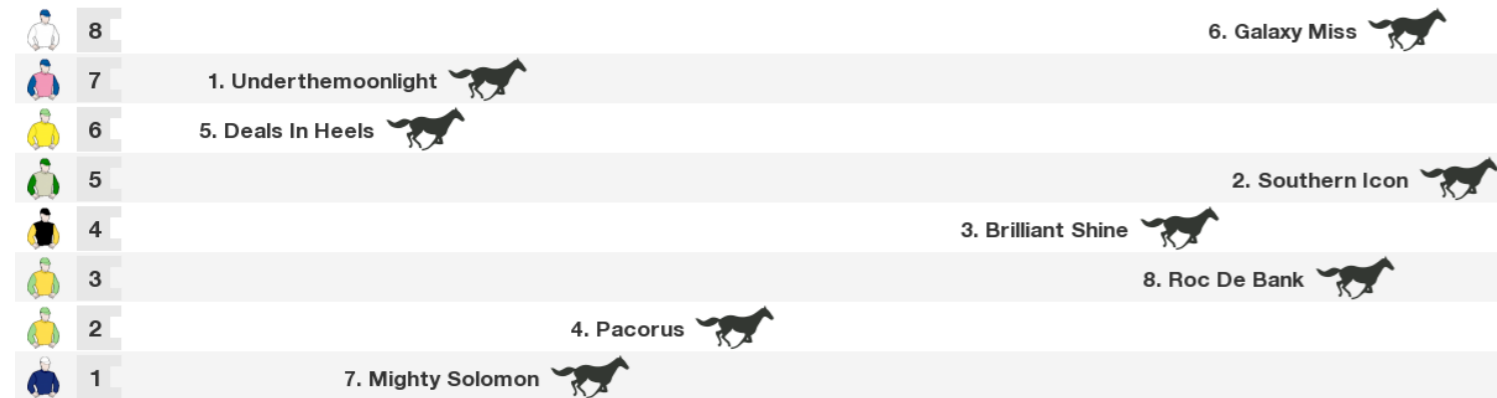 8 6. Galaxy Miss
7 1. Underthemoonlight
6 5. Deals In Heels
5 2. Southern Icon
4 3. Brilliant Shine
3 8. Roc De Bank
2 4. Pacorus
1 7. Mighty Solomon